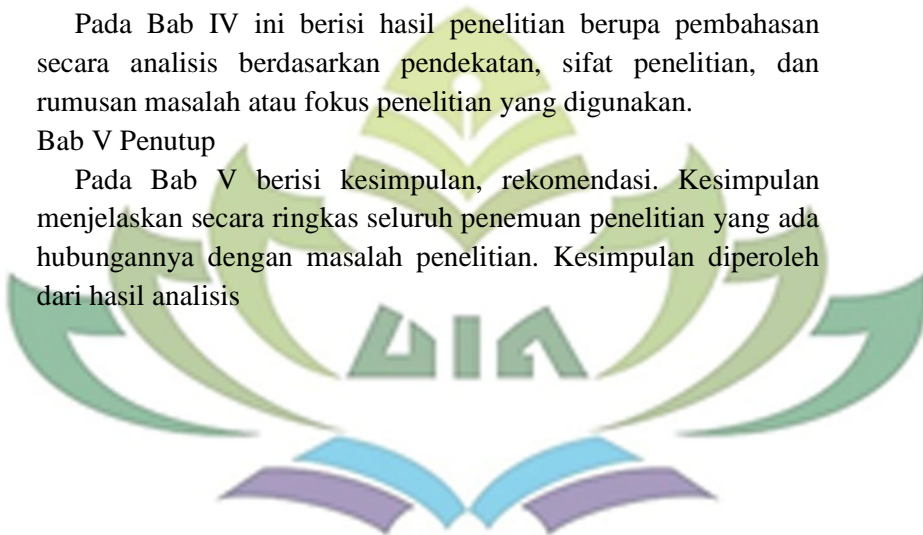 Pada Bab IV ini berisi hasil penelitian berupa pembahasan
secara analisis berdasarkan pendekatan, sifat penelitian, dan
rumusan masalah atau fokus penelitian yang digunakan.
Bab V Penutup
Pada Bab V berisi kesimpulan, rekomendasi. Kesimpulan
menjelaskan secara ringkas seluruh penemuan penelitian yang ada
hubungannya dengan masalah penelitian. Kesimpulan diperoleh
dari hasil analisis
UIN